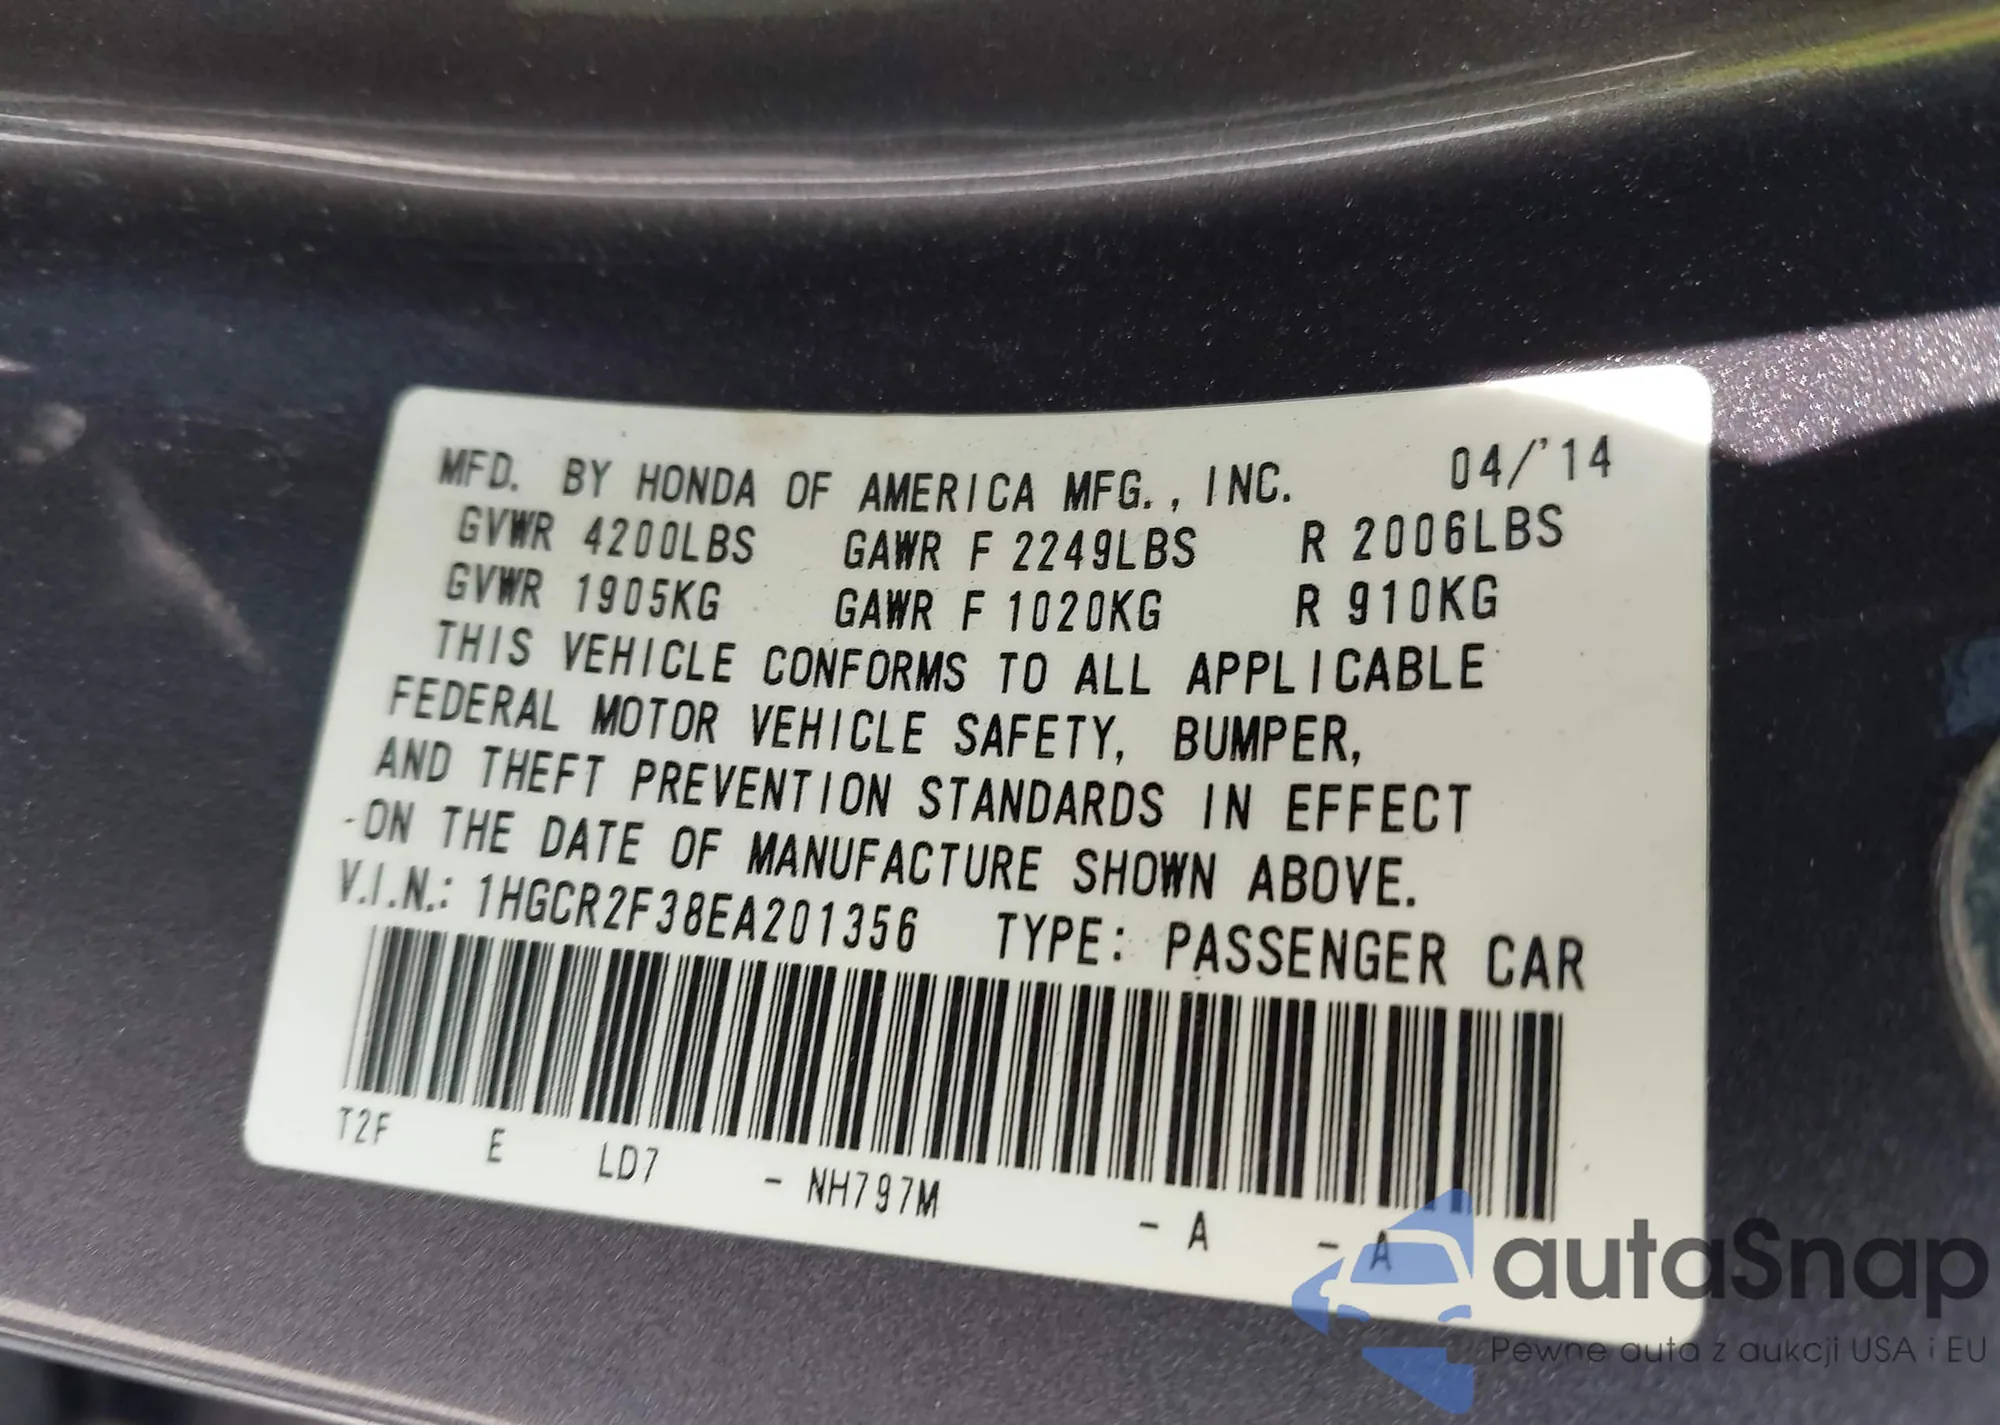 MFD. BY HONDA OF AMERICA MFG., INC. 04/'14
GVWR 4200LBS GAWR F 2249LBS R 2006LBS
GVWR 1905KG GAWR F 1020KG R 910KG
THIS VEHICLE CONFORMS TO ALL APPLICABLE
FEDERAL MOTOR VEHICLE SAFETY, BUMPER,
AND THEFT PREVENTION STANDARDS IN EFFECT
ON THE DATE OF MANUFACTURE SHOWN ABOVE.
V.I.N.: 1HGCR2F38EA201356 TYPE: PASSENGER CAR
T2F E LD7 - NH797M - A - A
autaSnap
Pewne auta z aukcji USA i EU